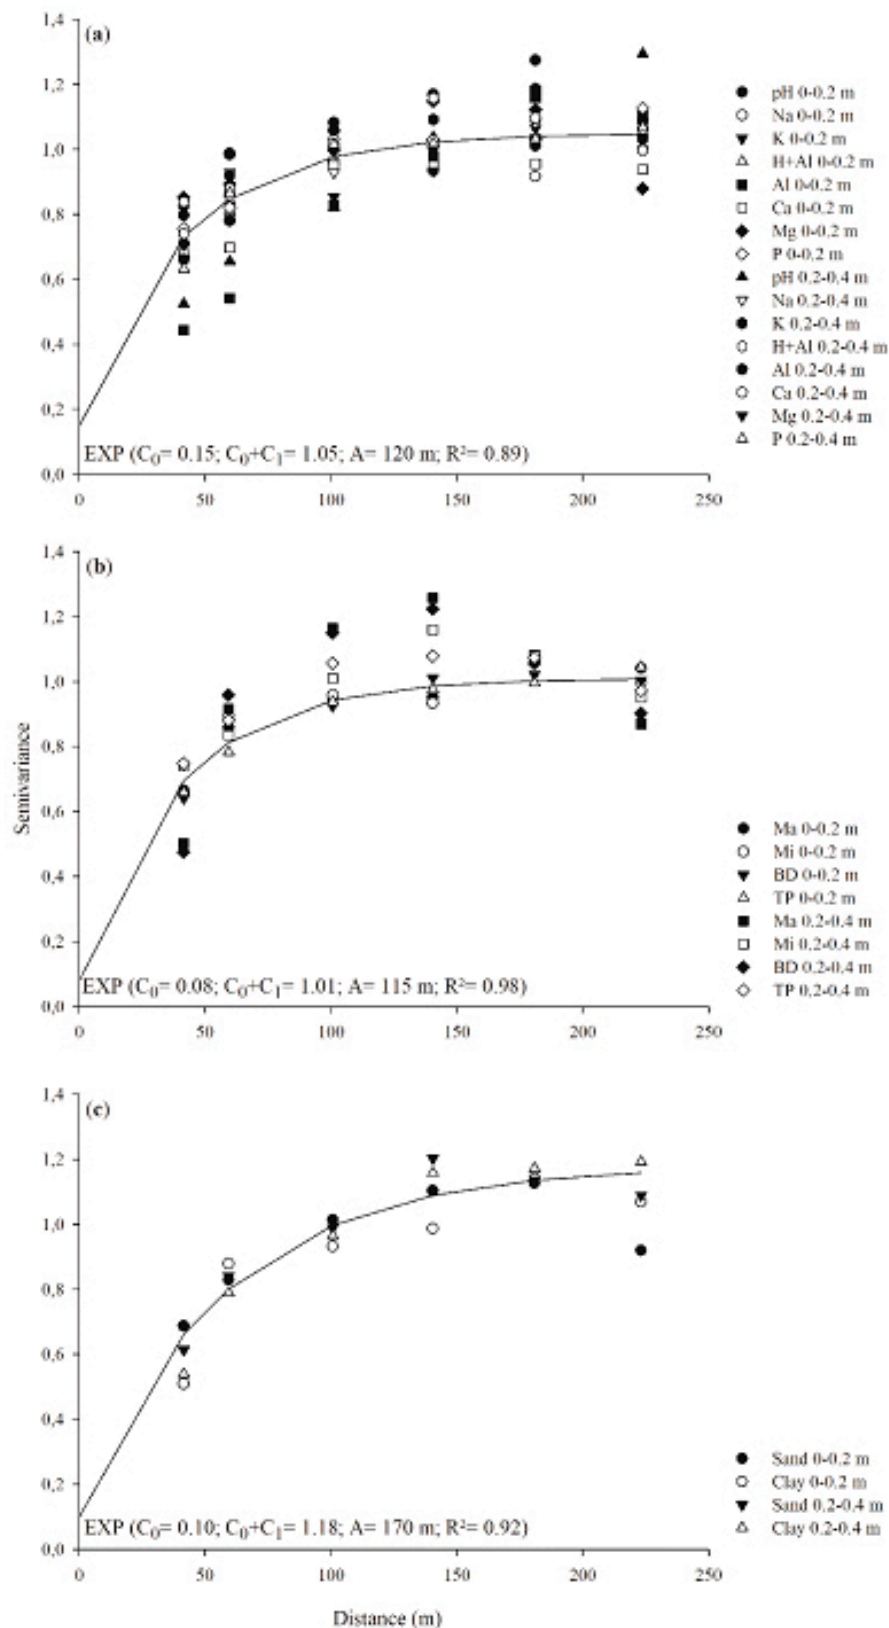 (a)
1,4
1,2
1,0
0,8
0,6
0,4
0,2
0,0
EXP (C₀= 0.15; C₀+C₁= 1.05; A= 120 m; R²= 0.89)
0 50 100 150 200 250
pH 0-0.2 m
Na 0-0.2 m
K 0-0.2 m
H+Al 0-0.2 m
Al 0-0.2 m
Ca 0-0.2 m
Mg 0-0.2 m
P 0-0.2 m
pH 0.2-0.4 m
Na 0.2-0.4 m
K 0.2-0.4 m
H+Al 0.2-0.4 m
Al 0.2-0.4 m
Ca 0.2-0.4 m
Mg 0.2-0.4 m
P 0.2-0.4 m
(b)
1,4
1,2
1,0
0,8
0,6
0,4
0,2
0,0
Semivariance
EXP (C₀= 0.08; C₀+C₁= 1.01; A= 115 m; R²= 0.98)
0 50 100 150 200 250
Ma 0-0.2 m
Mi 0-0.2 m
BD 0-0.2 m
TP 0-0.2 m
Ma 0.2-0.4 m
Mi 0.2-0.4 m
BD 0.2-0.4 m
TP 0.2-0.4 m
(c)
1,4
1,2
1,0
0,8
0,6
0,4
0,2
0,0
EXP (C₀= 0.10; C₀+C₁= 1.18; A= 170 m; R²= 0.92)
0 50 100 150 200 250
Sand 0-0.2 m
Clay 0-0.2 m
Sand 0.2-0.4 m
Clay 0.2-0.4 m
Distance (m)